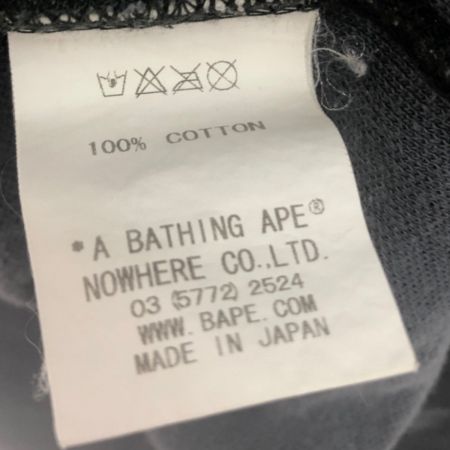 100% COTTON
*A BATHING APE®
NOWHERE CO.,LTD.
03 (5772) 2524
WWW.BAPE.COM
MADE IN JAPAN